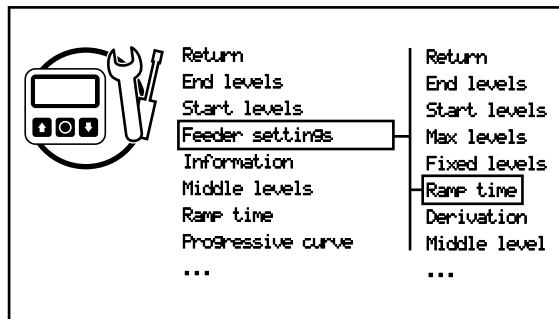 Return
End levels
Start levels
Feeder settings
Information
Middle levels
Ramp time
Progressive curve
...
Return
End levels
Start levels
Max levels
Fixed levels
Ramp time
Derivation
Middle level
...